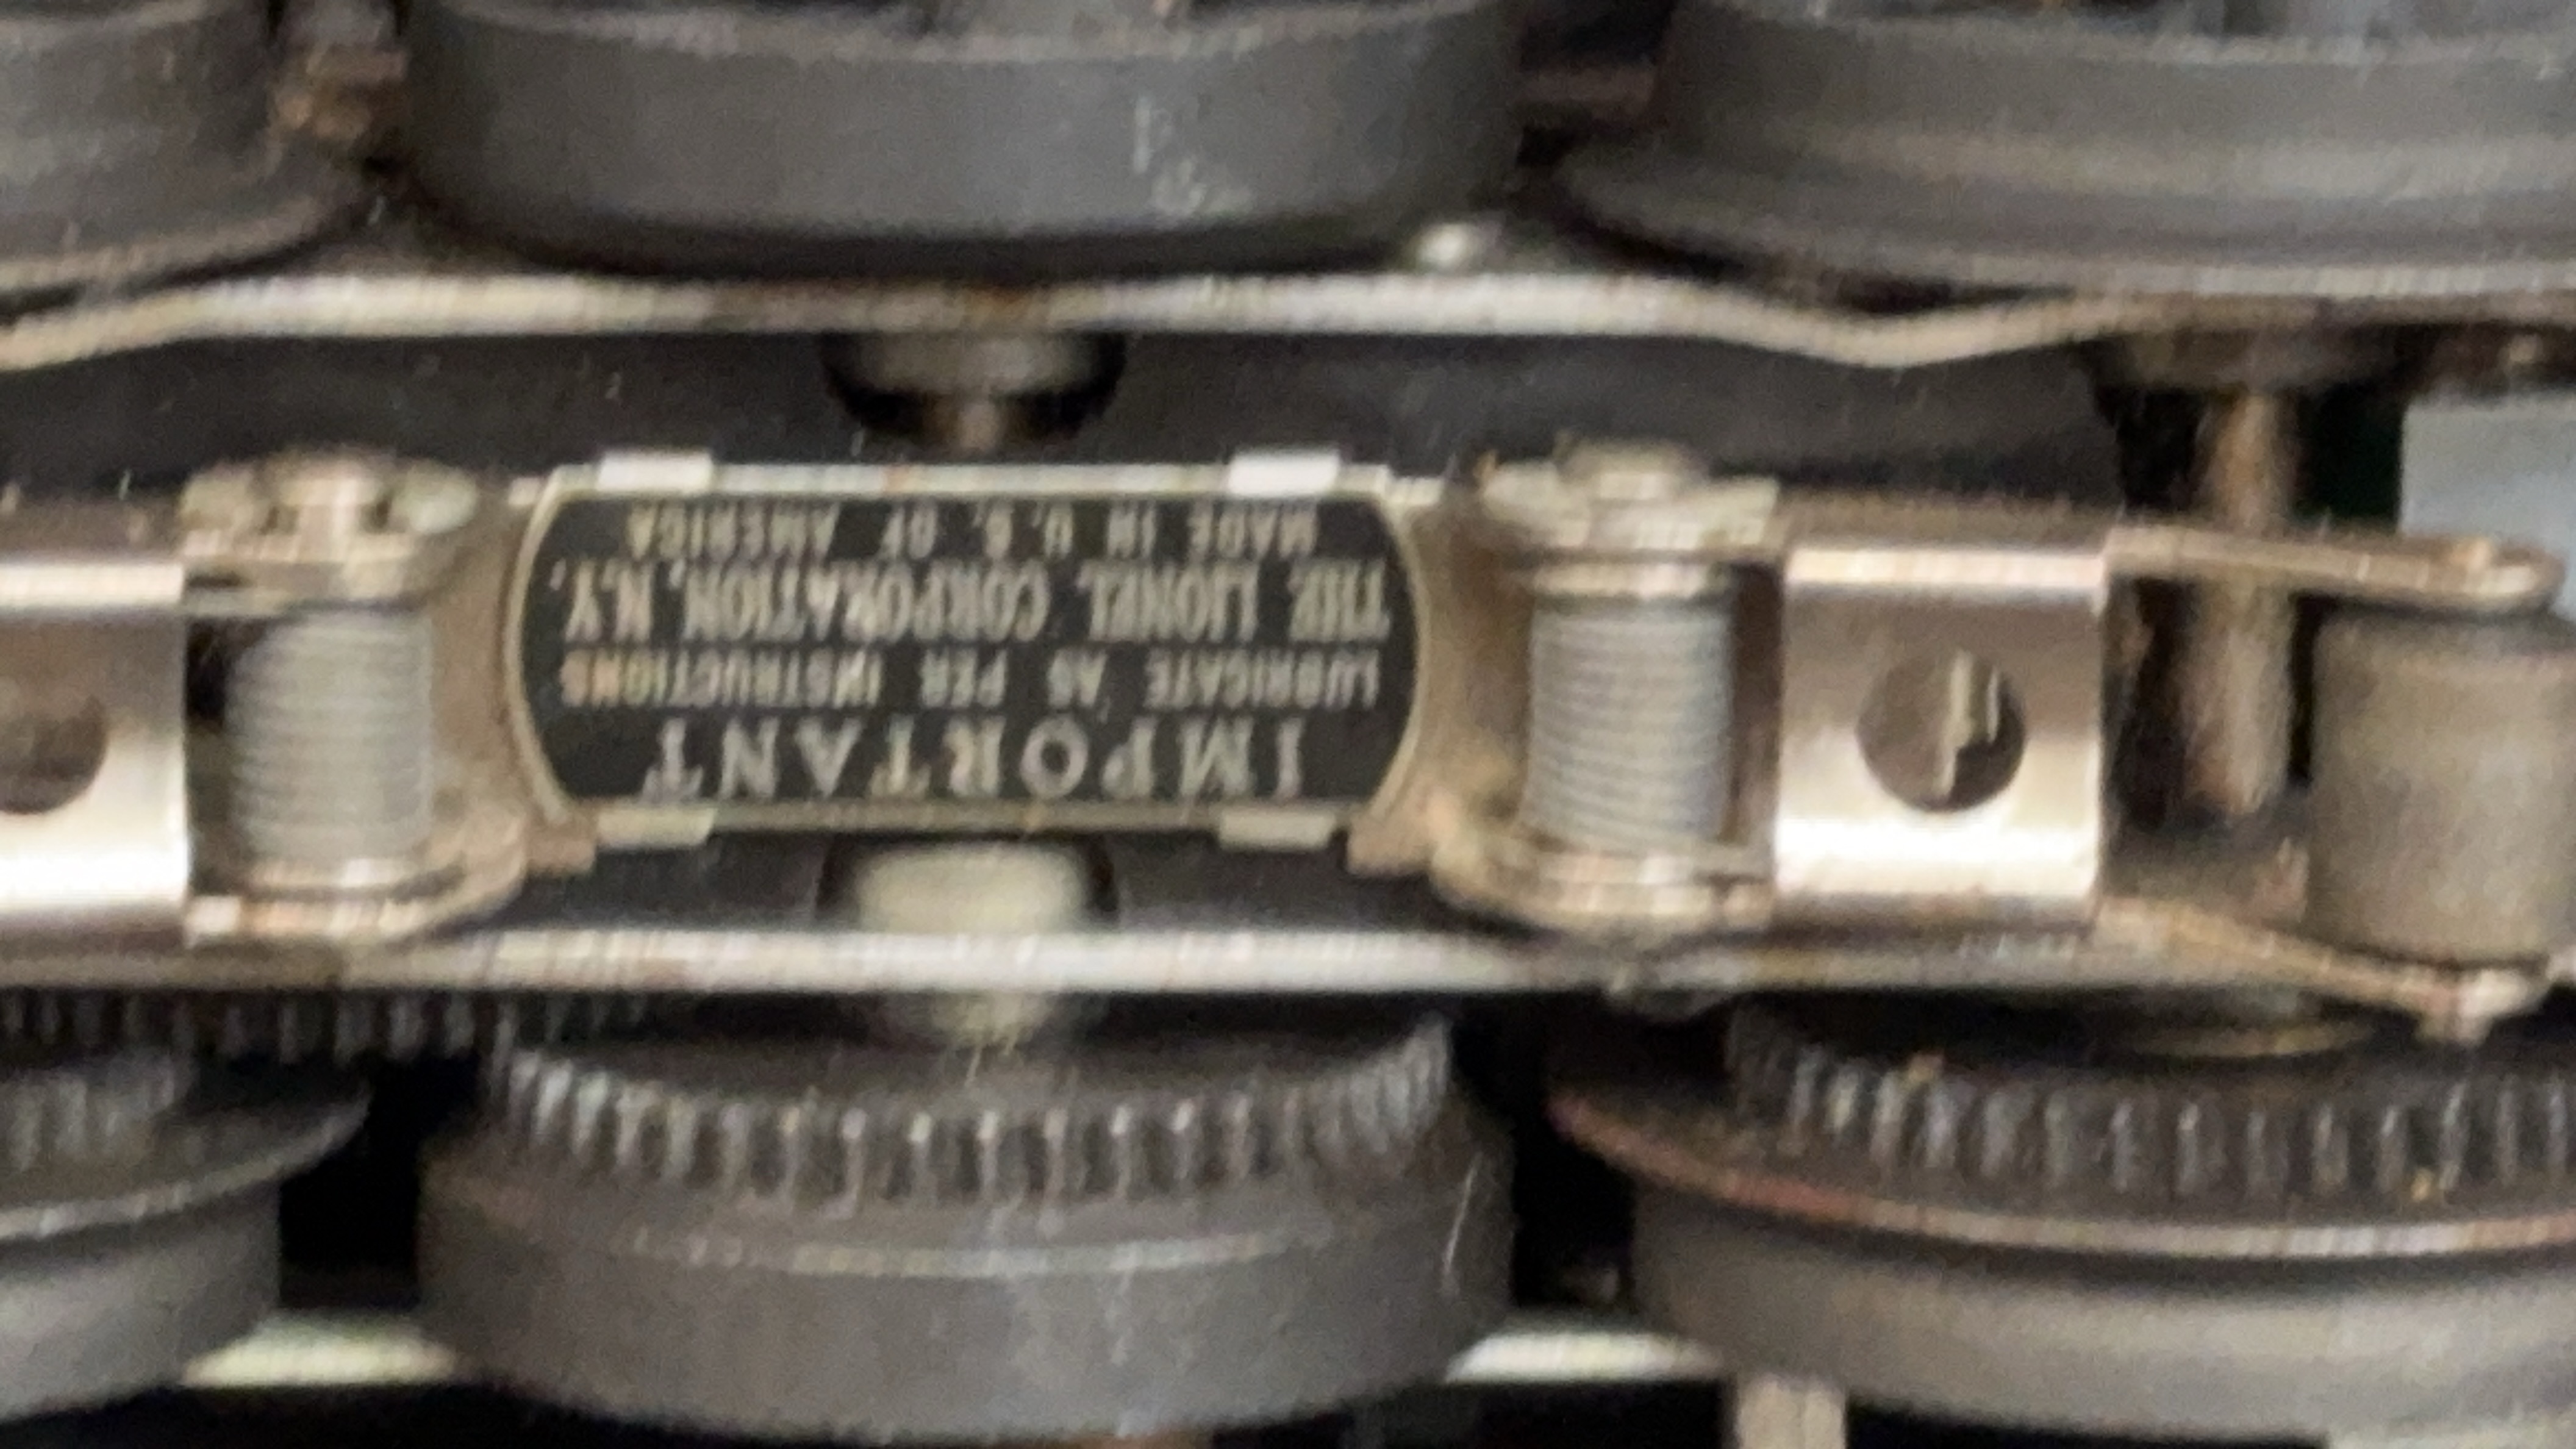 IMPORTANT
LUBRICATE AS PER INSTRUCTIONS
THE LIONEL CORPORATION, N.Y.
MADE IN U.S. OF AMERICA